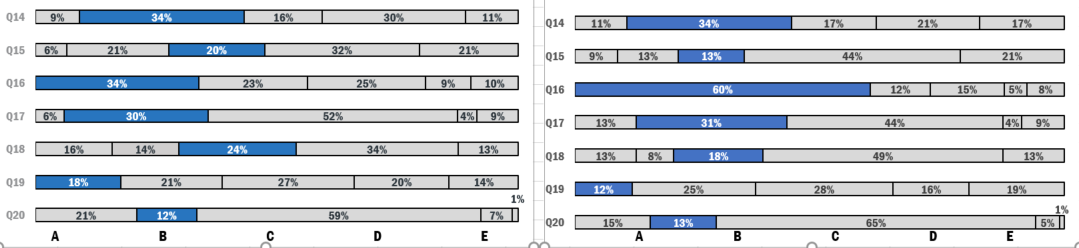 Q14 9% 34% 16% 30% 11%
Q15 6% 21% 20% 32% 21%
Q16 34% 23% 25% 9% 10%
Q17 6% 30% 52% 4% 9%
Q18 16% 14% 24% 34% 13%
Q19 18% 21% 27% 20% 14%
1%
Q20 21% 12% 59% 7%
A B C D E
Q14 11% 34% 17% 21% 17%
Q15 9% 13% 13% 44% 21%
Q16 60% 12% 15% 5% 8%
Q17 13% 31% 44% 4% 9%
Q18 13% 8% 18% 49% 13%
Q19 12% 25% 28% 16% 19%
1%
Q20 15% 13% 65% 5%
A B C D E